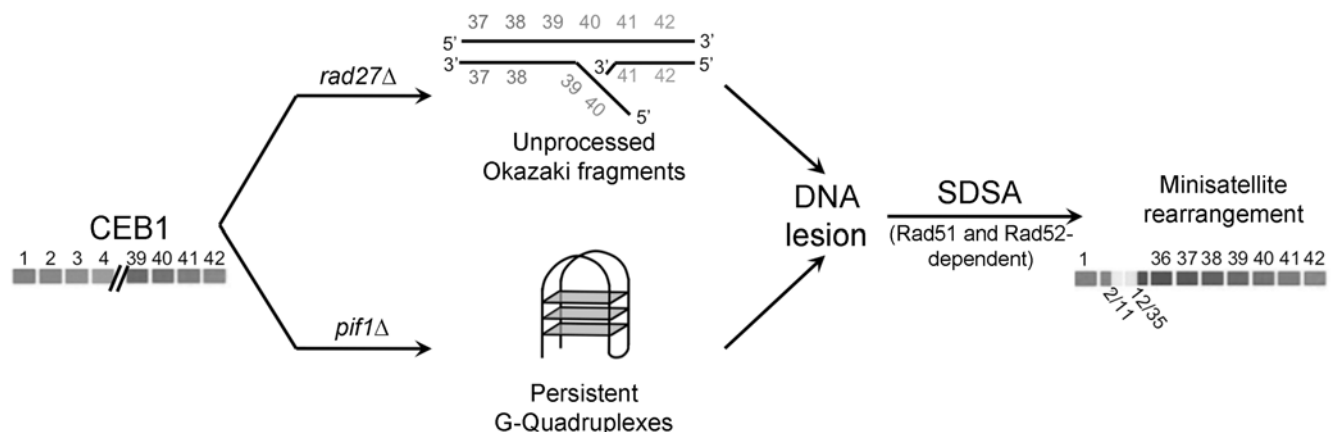 37 38 39 40 41 42
5’ 3’
3’ 3’ 5’
37 38 39 40 41 42
5’
rad27Δ
Unprocessed
Okazaki fragments
CEB1
1 2 3 4 39 40 41 42
pif1Δ
Persistent
G-Quadruplexes
DNA
lesion
SDSA
(Rad51 and Rad52-
dependent)
Minisatellite
rearrangement
1 36 37 38 39 40 41 42
2/11 12/35